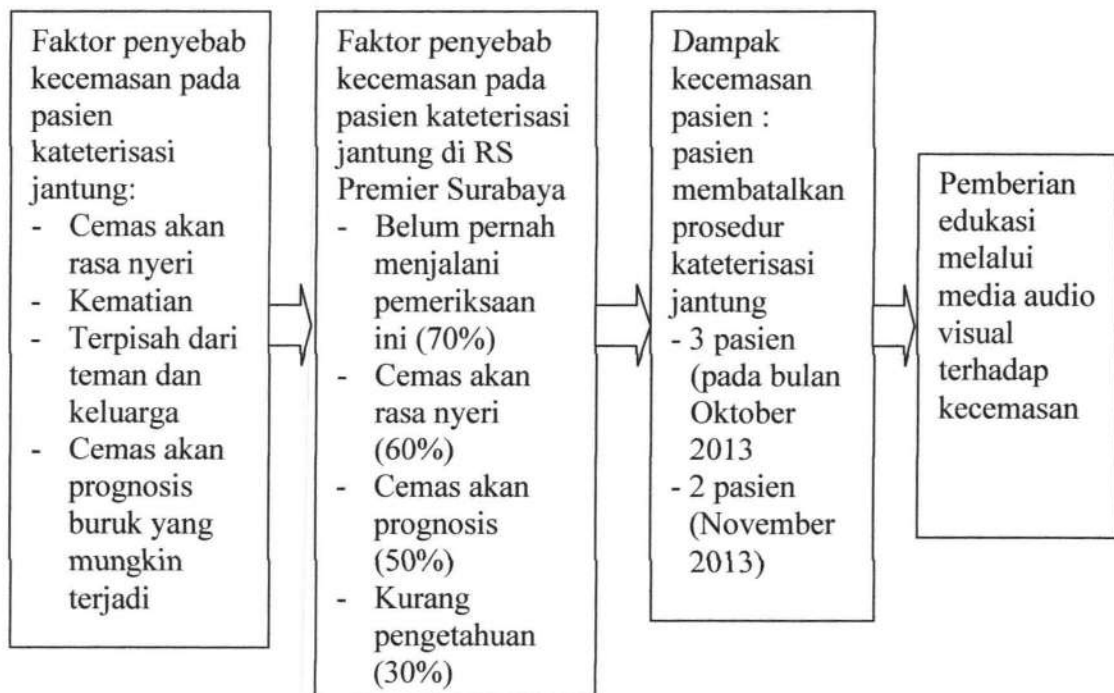 Faktor penyebab
kecemasan pada
pasien
kateterisasi
jantung:
- Cemas akan
rasa nyeri
- Kematian
- Terpisah dari
teman dan
keluarga
- Cemas akan
prognosis
buruk yang
mungkin
terjadi
Faktor penyebab
kecemasan pada
pasien kateterisasi
jantung di RS
Premier Surabaya
- Belum pernah
menjalani
pemeriksaan
ini (70%)
- Cemas akan
rasa nyeri
(60%)
- Cemas akan
prognosis
(50%)
- Kurang
pengetahuan
(30%)
Dampak
kecemasan
pasien :
pasien
membatalkan
prosedur
kateterisasi
jantung
- 3 pasien
(pada bulan
Oktober
2013
- 2 pasien
(November
2013)
Pemberian
edukasi
melalui
media audio
visual
terhadap
kecemasan